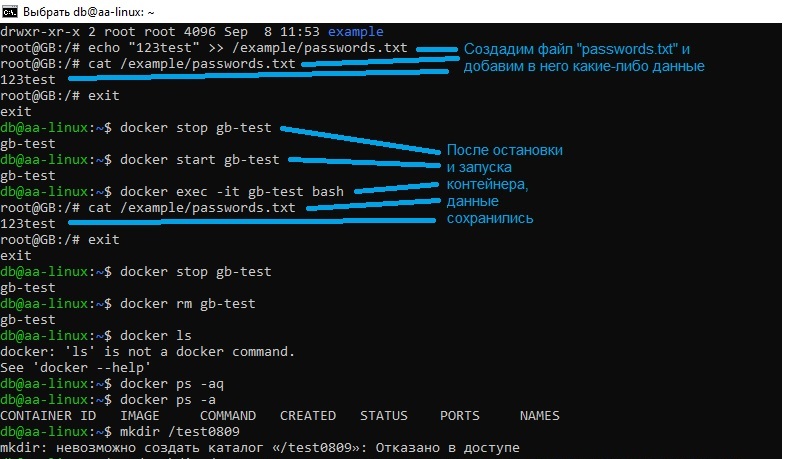 Выбрать db@aa-linux: ~
drwxr-xr-x 2 root root 4096 Sep  8 11:53 example
root@GB:/# echo "123test" >> /example/passwords.txt
Создадим файл "passwords.txt" и
root@GB:/# cat /example/passwords.txt
добавим в него какие-либо данные
123test
root@GB:/# exit
exit
db@aa-linux:~$ docker stop gb-test
gb-test
После остановки
db@aa-linux:~$ docker start gb-test
и запуска
gb-test
контейнера,
db@aa-linux:~$ docker exec -it gb-test bash
данные
root@GB:/# cat /example/passwords.txt
сохранились
123test
root@GB:/# exit
exit
db@aa-linux:~$ docker stop gb-test
gb-test
db@aa-linux:~$ docker rm gb-test
gb-test
db@aa-linux:~$ docker ls
docker: 'ls' is not a docker command.
See 'docker --help'
db@aa-linux:~$ docker ps -aq
db@aa-linux:~$ docker ps -a
CONTAINER ID   IMAGE     COMMAND   CREATED   STATUS    PORTS     NAMES
db@aa-linux:~$ mkdir /test0809
mkdir: невозможно создать каталог «/test0809»: Отказано в доступе